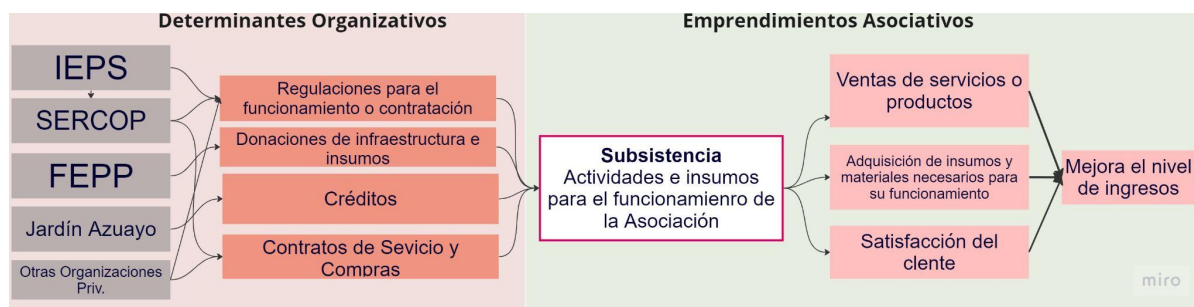 Determinantes Organizativos
Emprendimientos Asociativos
IEPS
SERCOP
FEPP
Jardín Azuayo
Otras Organizaciones
Priv.
Regulaciones para el
funcionamiento o contratación
Donaciones de infraestructura e
insumos
Créditos
Contratos de Sevicio y
Compras
Subsistencia
Actividades e insumos
para el funcionamienro de
la Asociación
Ventas de servicios o
productos
Adquisición de insumos y
materiales necesarios para
su funcionamiento
Satisfacción del
clente
Mejora el nivel
de ingresos
miro